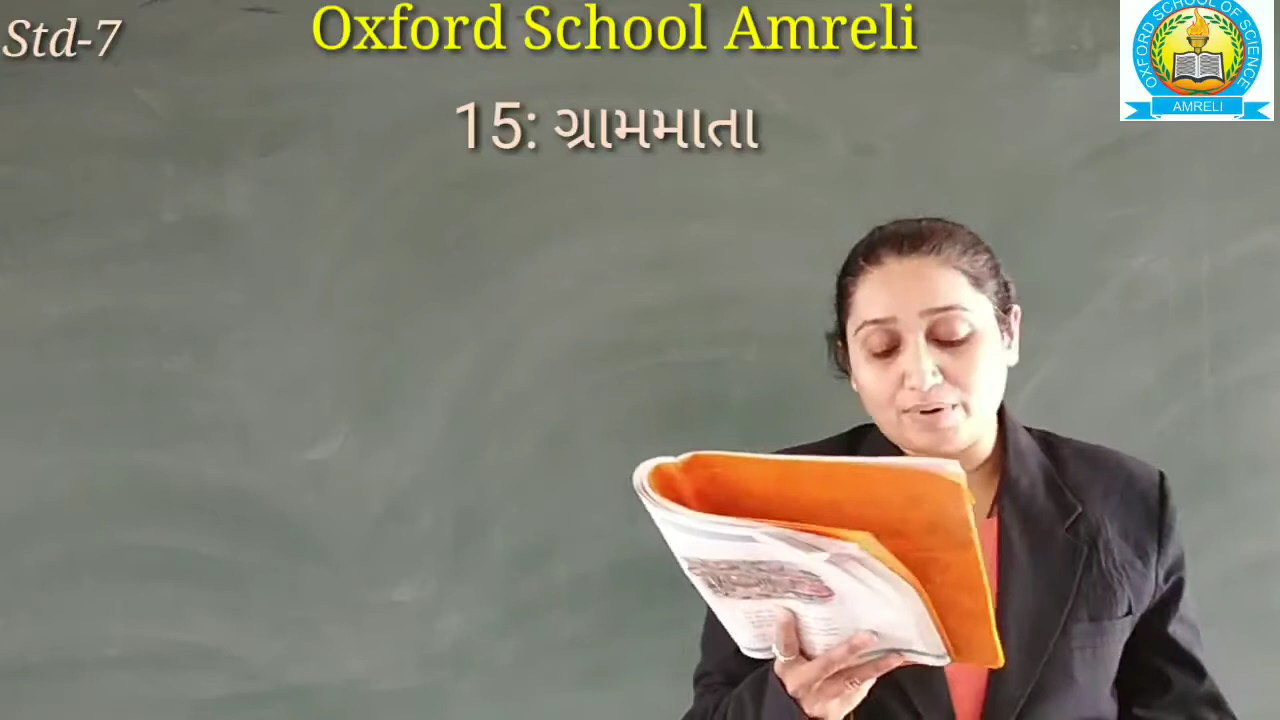 Std-7
Oxford School Amreli
15: ગ્રામમાતા
OXFORD SCHOOL OF SCIENCE
AMRELI